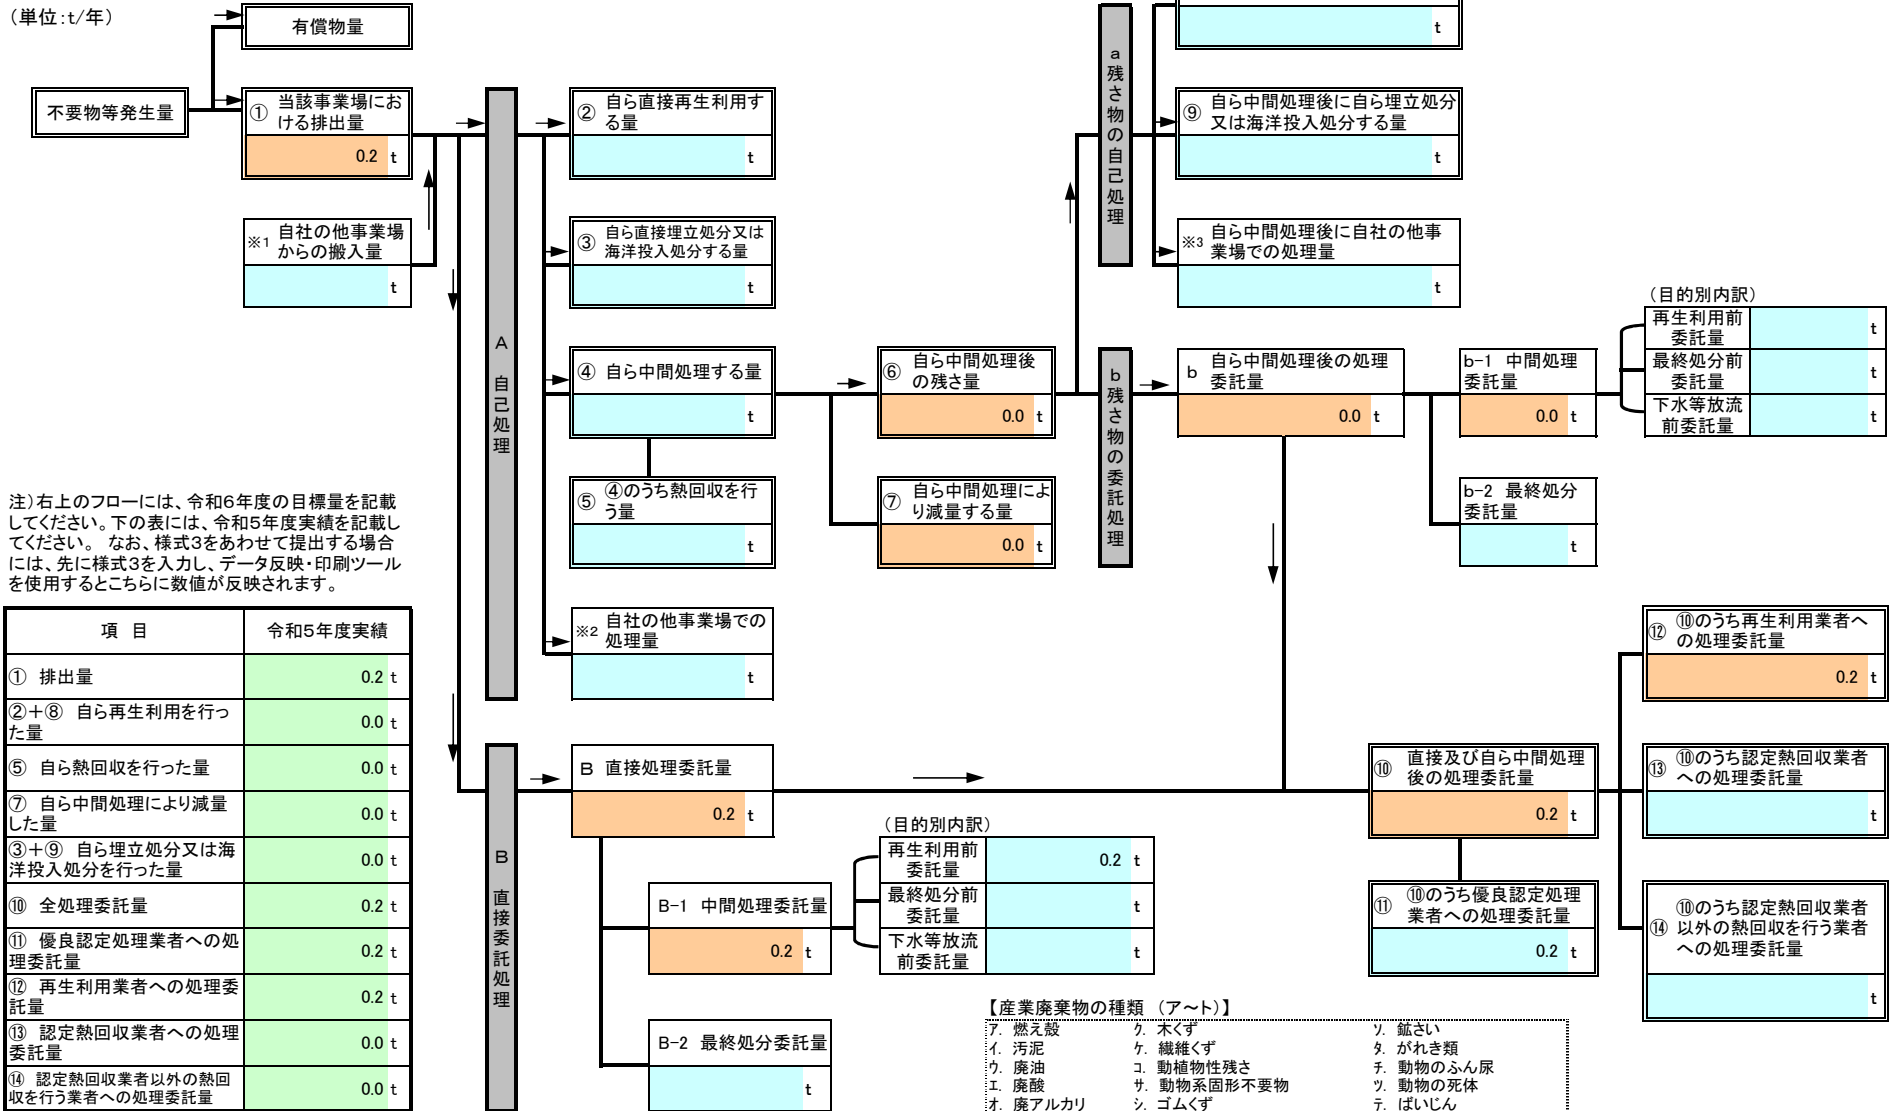 (単位:t/年)
有償物量
不要物等発生量
① 当該事業場にお
ける排出量
0.2 t
※1 自社の他事業場
からの搬入量
t
A 自己処理
② 自ら直接再生利用す
る量
t
③ 自ら直接埋立処分又は
海洋投入処分する量
t
④ 自ら中間処理する量
t
⑤ ④のうち熱回収を行
う量
t
※2 自社の他事業場での
処理量
t
⑥ 自ら中間処理後
の残さ量
0.0 t
⑦ 自ら中間処理によ
り減量する量
0.0 t
a 残さ物の自己処理
t
⑨ 自ら中間処理後に自ら埋立処分
又は海洋投入処分する量
t
※3 自ら中間処理後に自社の他事
業場での処理量
t
b 残さ物の委託処理
b 自ら中間処理後の処理
委託量
0.0 t
b-1 中間処理
委託量
0.0 t
b-2 最終処分
委託量
t
(目的別内訳)
再生利用前
委託量
t
最終処分前
委託量
t
下水等放流
前委託量
t
注)右上のフローには、令和6年度の目標量を記載
してください。下の表には、令和5年度実績を記載し
てください。 なお、様式3をあわせて提出する場合
には、先に様式3を入力し、データ反映・印刷ツール
を使用するとこちらに数値が反映されます。
項 目 令和5年度実績
① 排出量 0.2 t
②+⑧ 自ら再生利用を行っ
た量 0.0 t
⑤ 自ら熱回収を行った量 0.0 t
⑦ 自ら中間処理により減量
した量 0.0 t
③+⑨ 自ら埋立処分又は海
洋投入処分を行った量 0.0 t
⑩ 全処理委託量 0.2 t
⑪ 優良認定処理業者への処
理委託量 0.2 t
⑫ 再生利用業者への処理委
託量 0.2 t
⑬ 認定熱回収業者への処理
委託量 0.0 t
⑭ 認定熱回収業者以外の熱回
収を行う業者への処理委託量 0.0 t
B 直接委託処理
B 直接処理委託量
0.2 t
B-1 中間処理委託量
0.2 t
B-2 最終処分委託量
t
(目的別内訳)
再生利用前
委託量
0.2 t
最終処分前
委託量
t
下水等放流
前委託量
t
⑩ 直接及び自ら中間処理
後の処理委託量
0.2 t
⑪ ⑩のうち優良認定処理
業者への処理委託量
0.2 t
⑫ ⑩のうち再生利用業者へ
の処理委託量
0.2 t
⑬ ⑩のうち認定熱回収業者
への処理委託量
t
⑭ ⑩のうち認定熱回収業者
以外の熱回収を行う業者
への処理委託量
t
【産業廃棄物の種類 (ア～ト)】
ア. 燃え殻 ク. 木くず ソ. 鉱さい
イ. 汚泥 ケ. 繊維くず タ. がれき類
ウ. 廃油 コ. 動植物性残さ チ. 動物のふん尿
エ. 廃酸 サ. 動物系固形不要物 ツ. 動物の死体
オ. 廃アルカリ シ. ゴムくず テ. ばいじん